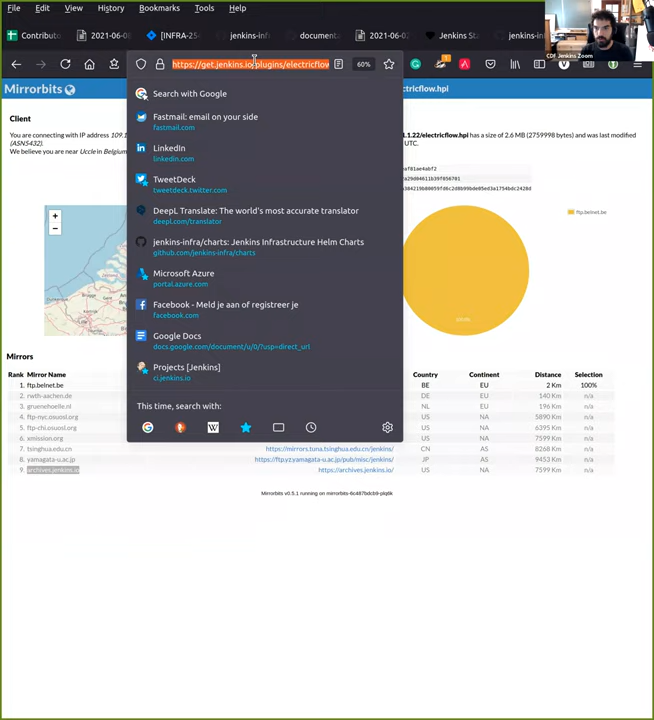 File Edit View History Bookmarks Tools Help
Contributo
2021-06-0
[INFRA-25
jenkins-inf
documenta
2021-06-0
Jenkins Sta
jenkins-inf
CDF Jenkins Zoom
https://get.jenkins.io/plugins/electricflow
60%
Mirrorbits
ctricflow.hpi
Search with Google
Fastmail: email on your side
fastmail.com
LinkedIn
linkedin.com
TweetDeck
tweetdeck.twitter.com
DeepL Translate: The world's most accurate translator
deepl.com/translator
jenkins-infra/charts: Jenkins Infrastructure Helm Charts
github.com/jenkins-infra/charts
Microsoft Azure
portal.azure.com
Facebook - Meld je aan of registreer je
facebook.com
Google Docs
docs.google.com/document/u/0/?usp=direct_url
Projects [Jenkins]
ci.jenkins.io
This time, search with:
Client
You are connecting with IP address 109.1
(ASN5432).
We believe you are near Uccle in Belgium
1.1.22/electricflow.hpi has a size of 2.6 MB (2759998 bytes) and was last modified
UTC.
ftp.belnet.be
Mirrors
Rank Mirror Name Country Continent Distance Selection
1. ftp.belnet.be BE EU 2 Km 100%
2. rwth-aachen.de DE EU 140 Km n/a
3. gruenehoelle.nl NL EU 196 Km n/a
4. ftp-nyc.osuosl.org US NA 5890 Km n/a
5. ftp-chi.osuosl.org US NA 6395 Km n/a
6. xmission.org US NA 7599 Km n/a
7. tsinghua.edu.cn https://mirrors.tuna.tsinghua.edu.cn/jenkins/ CN AS 8268 Km n/a
8. yamagata-u.ac.jp https://ftp.yz.yamagata-u.ac.jp/pub/misc/jenkins/ JP AS 9453 Km n/a
9. archives.jenkins.io https://archives.jenkins.io/ US NA 7599 Km n/a